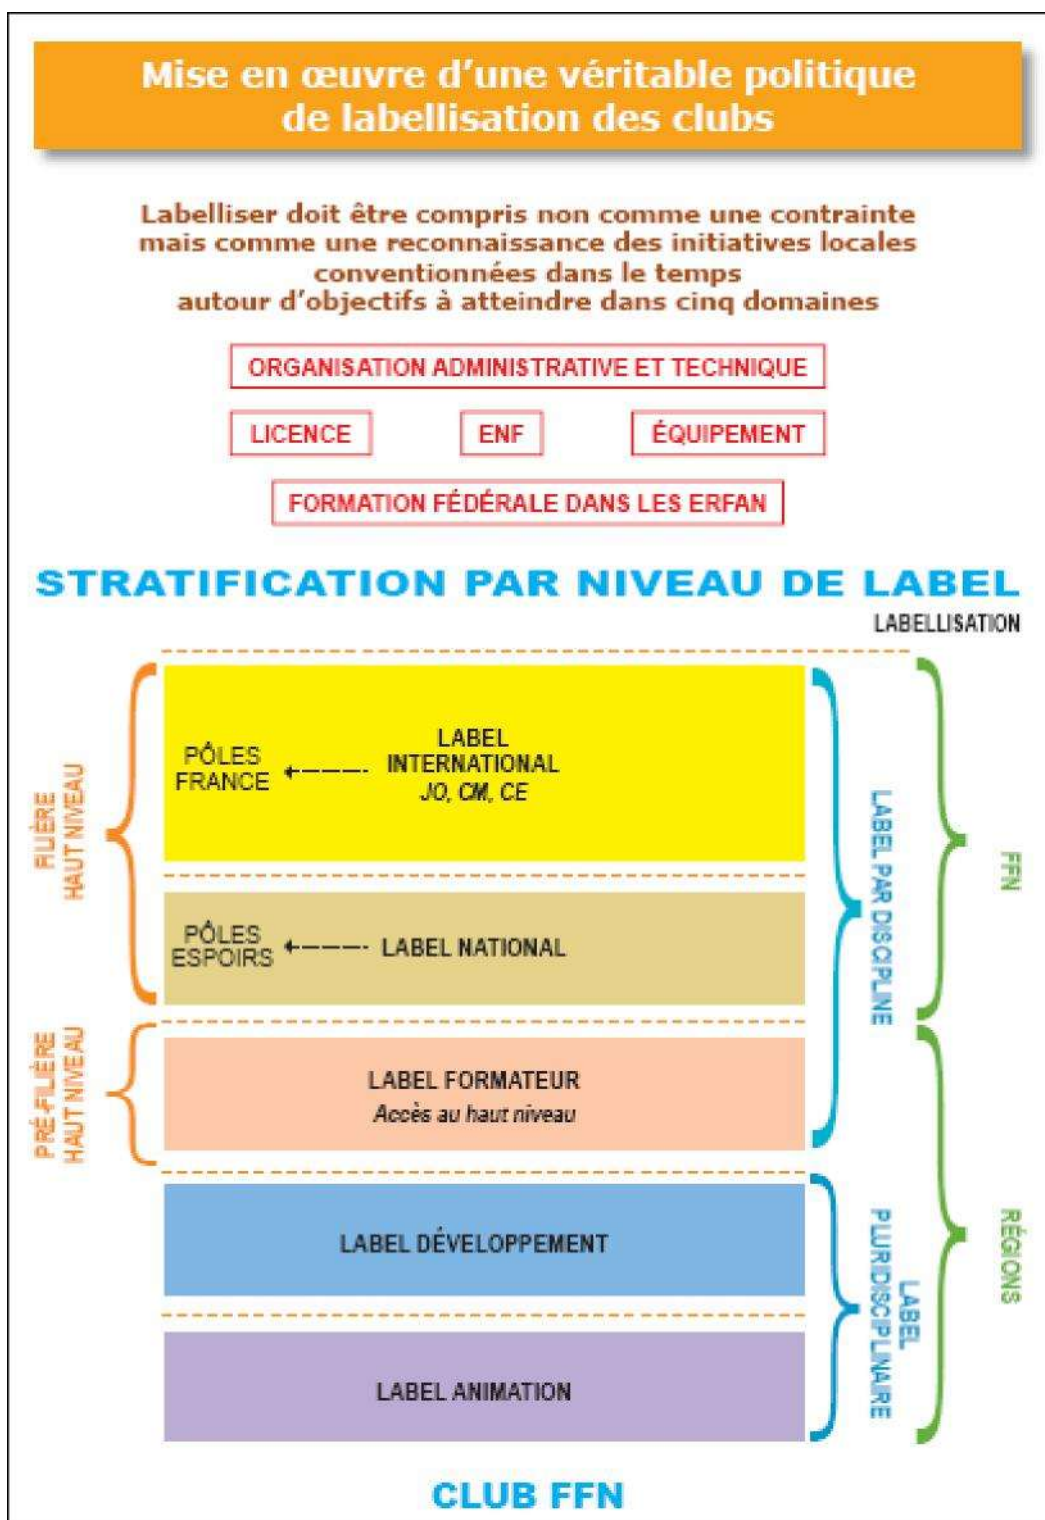 Mise en œuvre d'une véritable politique
de labellisation des clubs
Labelliser doit être compris non comme une contrainte
mais comme une reconnaissance des initiatives locales
conventionnées dans le temps
autour d'objectifs à atteindre dans cinq domaines
ORGANISATION ADMINISTRATIVE ET TECHNIQUE
LICENCE
ENF
ÉQUIPEMENT
FORMATION FÉDÉRALE DANS LES ERFAN
STRATIFICATION PAR NIVEAU DE LABEL
LABELLISATION
FILIÈRE
HAUT NIVEAU
PÔLES
FRANCE
LABEL
INTERNATIONAL
JO, CM, CE
PÔLES
ESPOIRS
LABEL NATIONAL
LABEL PAR DISCIPLINE
FFN
PRÉ-FILIÈRE
HAUT NIVEAU
LABEL FORMATEUR
Accès au haut niveau
LABEL DÉVELOPPEMENT
LABEL ANIMATION
LABEL
PLURIDISCIPLINAIRE
RÉGIONS
CLUB FFN